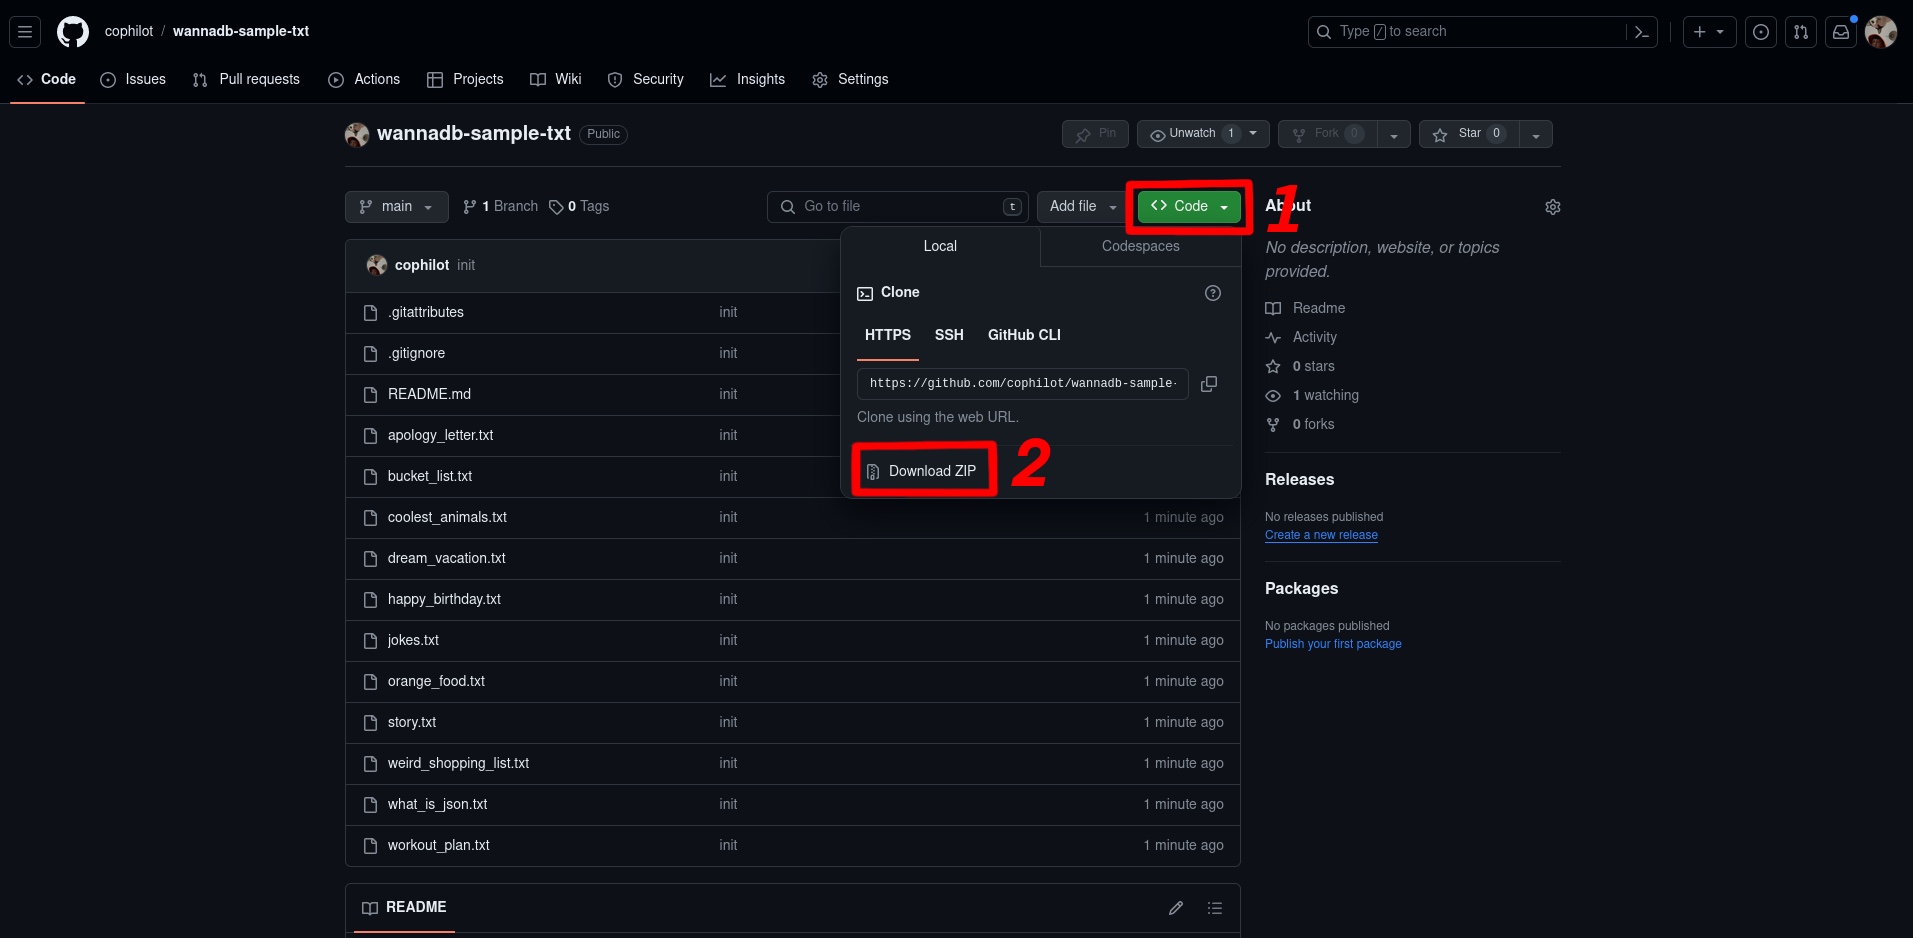 cophilot / wannadb-sample-txt
Type / to search
Code Issues Pull requests Actions Projects Wiki Security Insights Settings
wannadb-sample-txt Public
Pin Unwatch 1 Fork 0 Star 0
main 1 Branch 0 Tags Go to file t Add file Code 1
Local Codespaces
Clone
HTTPS SSH GitHub CLI
https://github.com/cophilot/wannadb-sample-
Clone using the web URL.
Download ZIP 2
cophilot init
.gitattributes init
.gitignore init
README.md init
apology_letter.txt init
bucket_list.txt init
coolest_animals.txt init 1 minute ago
dream_vacation.txt init 1 minute ago
happy_birthday.txt init 1 minute ago
jokes.txt init 1 minute ago
orange_food.txt init 1 minute ago
story.txt init 1 minute ago
weird_shopping_list.txt init 1 minute ago
what_is_json.txt init 1 minute ago
workout_plan.txt init 1 minute ago
README
About
No description, website, or topics
provided.
Readme
Activity
0 stars
1 watching
0 forks
Releases
No releases published
Create a new release
Packages
No packages published
Publish your first package